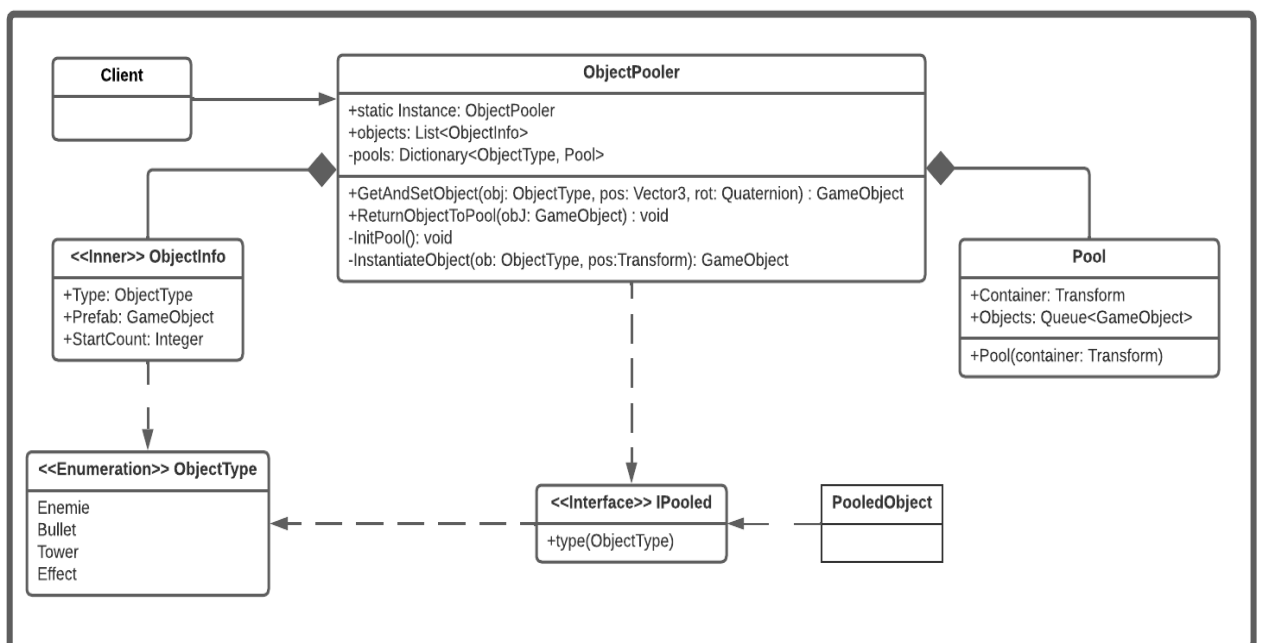 Client
ObjectPooler
+static Instance: ObjectPooler
+objects: List<ObjectInfo>
-pools: Dictionary<ObjectType, Pool>
+GetAndSetObject(obj: ObjectType, pos: Vector3, rot: Quaternion) : GameObject
+ReturnObjectToPool(obJ: GameObject) : void
-InitPool(): void
-InstantiateObject(ob: ObjectType, pos:Transform): GameObject
<<Inner>> ObjectInfo
+Type: ObjectType
+Prefab: GameObject
+StartCount: Integer
Pool
+Container: Transform
+Objects: Queue<GameObject>
+Pool(container: Transform)
<<Enumeration>> ObjectType
Enemie
Bullet
Tower
Effect
<<Interface>> IPooled
+type(ObjectType)
PooledObject